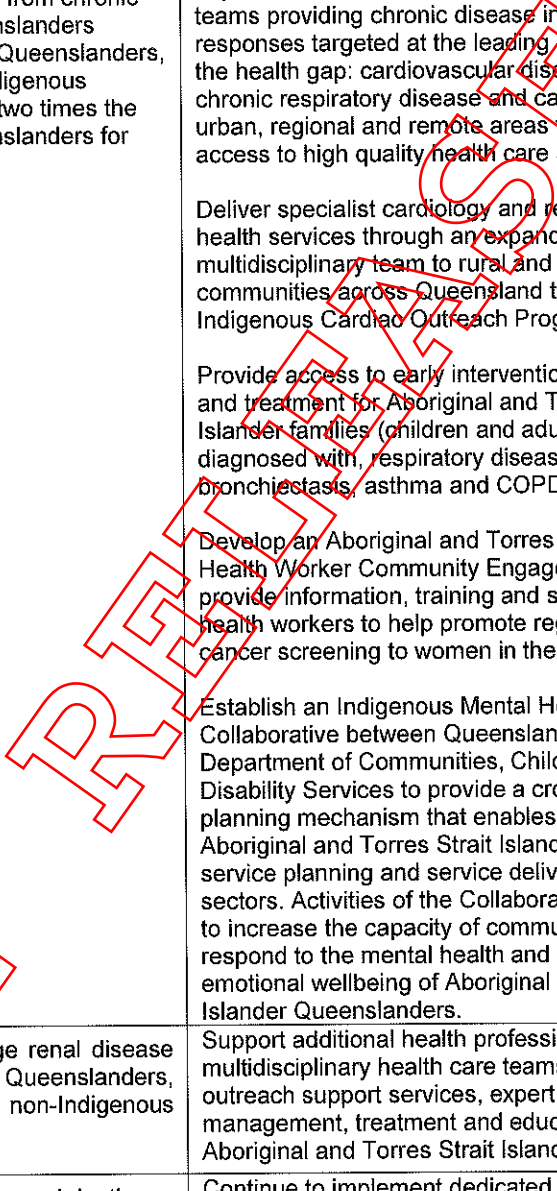 from chronic
nslanders
Queenslanders,
digenous
two times the
nslanders for
teams providing chronic disease in
responses targeted at the leading
the health gap: cardiovascular dise
chronic respiratory disease and ca
urban, regional and remote areas
access to high quality health care
Deliver specialist cardiology and re
health services through an expand
multidisciplinary team to rural and
communities across Queensland t
Indigenous Cardiac Outreach Prog
Provide access to early interventio
and treatment for Aboriginal and T
Islander families (children and adu
diagnosed with, respiratory diseas
bronchiectasis, asthma and COPD
Develop an Aboriginal and Torres
Health Worker Community Engage
provide information, training and s
health workers to help promote reg
cancer screening to women in the
Establish an Indigenous Mental He
Collaborative between Queenslan
Department of Communities, Child
Disability Services to provide a cro
planning mechanism that enables
Aboriginal and Torres Strait Islande
service planning and service delive
sectors. Activities of the Collabora
to increase the capacity of commu
respond to the mental health and
emotional wellbeing of Aboriginal
Islander Queenslanders.
ge renal disease
Queenslanders,
non-Indigenous
Support additional health professi
multidisciplinary health care teams
outreach support services, expert
management, treatment and educ
Aboriginal and Torres Strait Island
Continue to implement dedicated
RELEASE